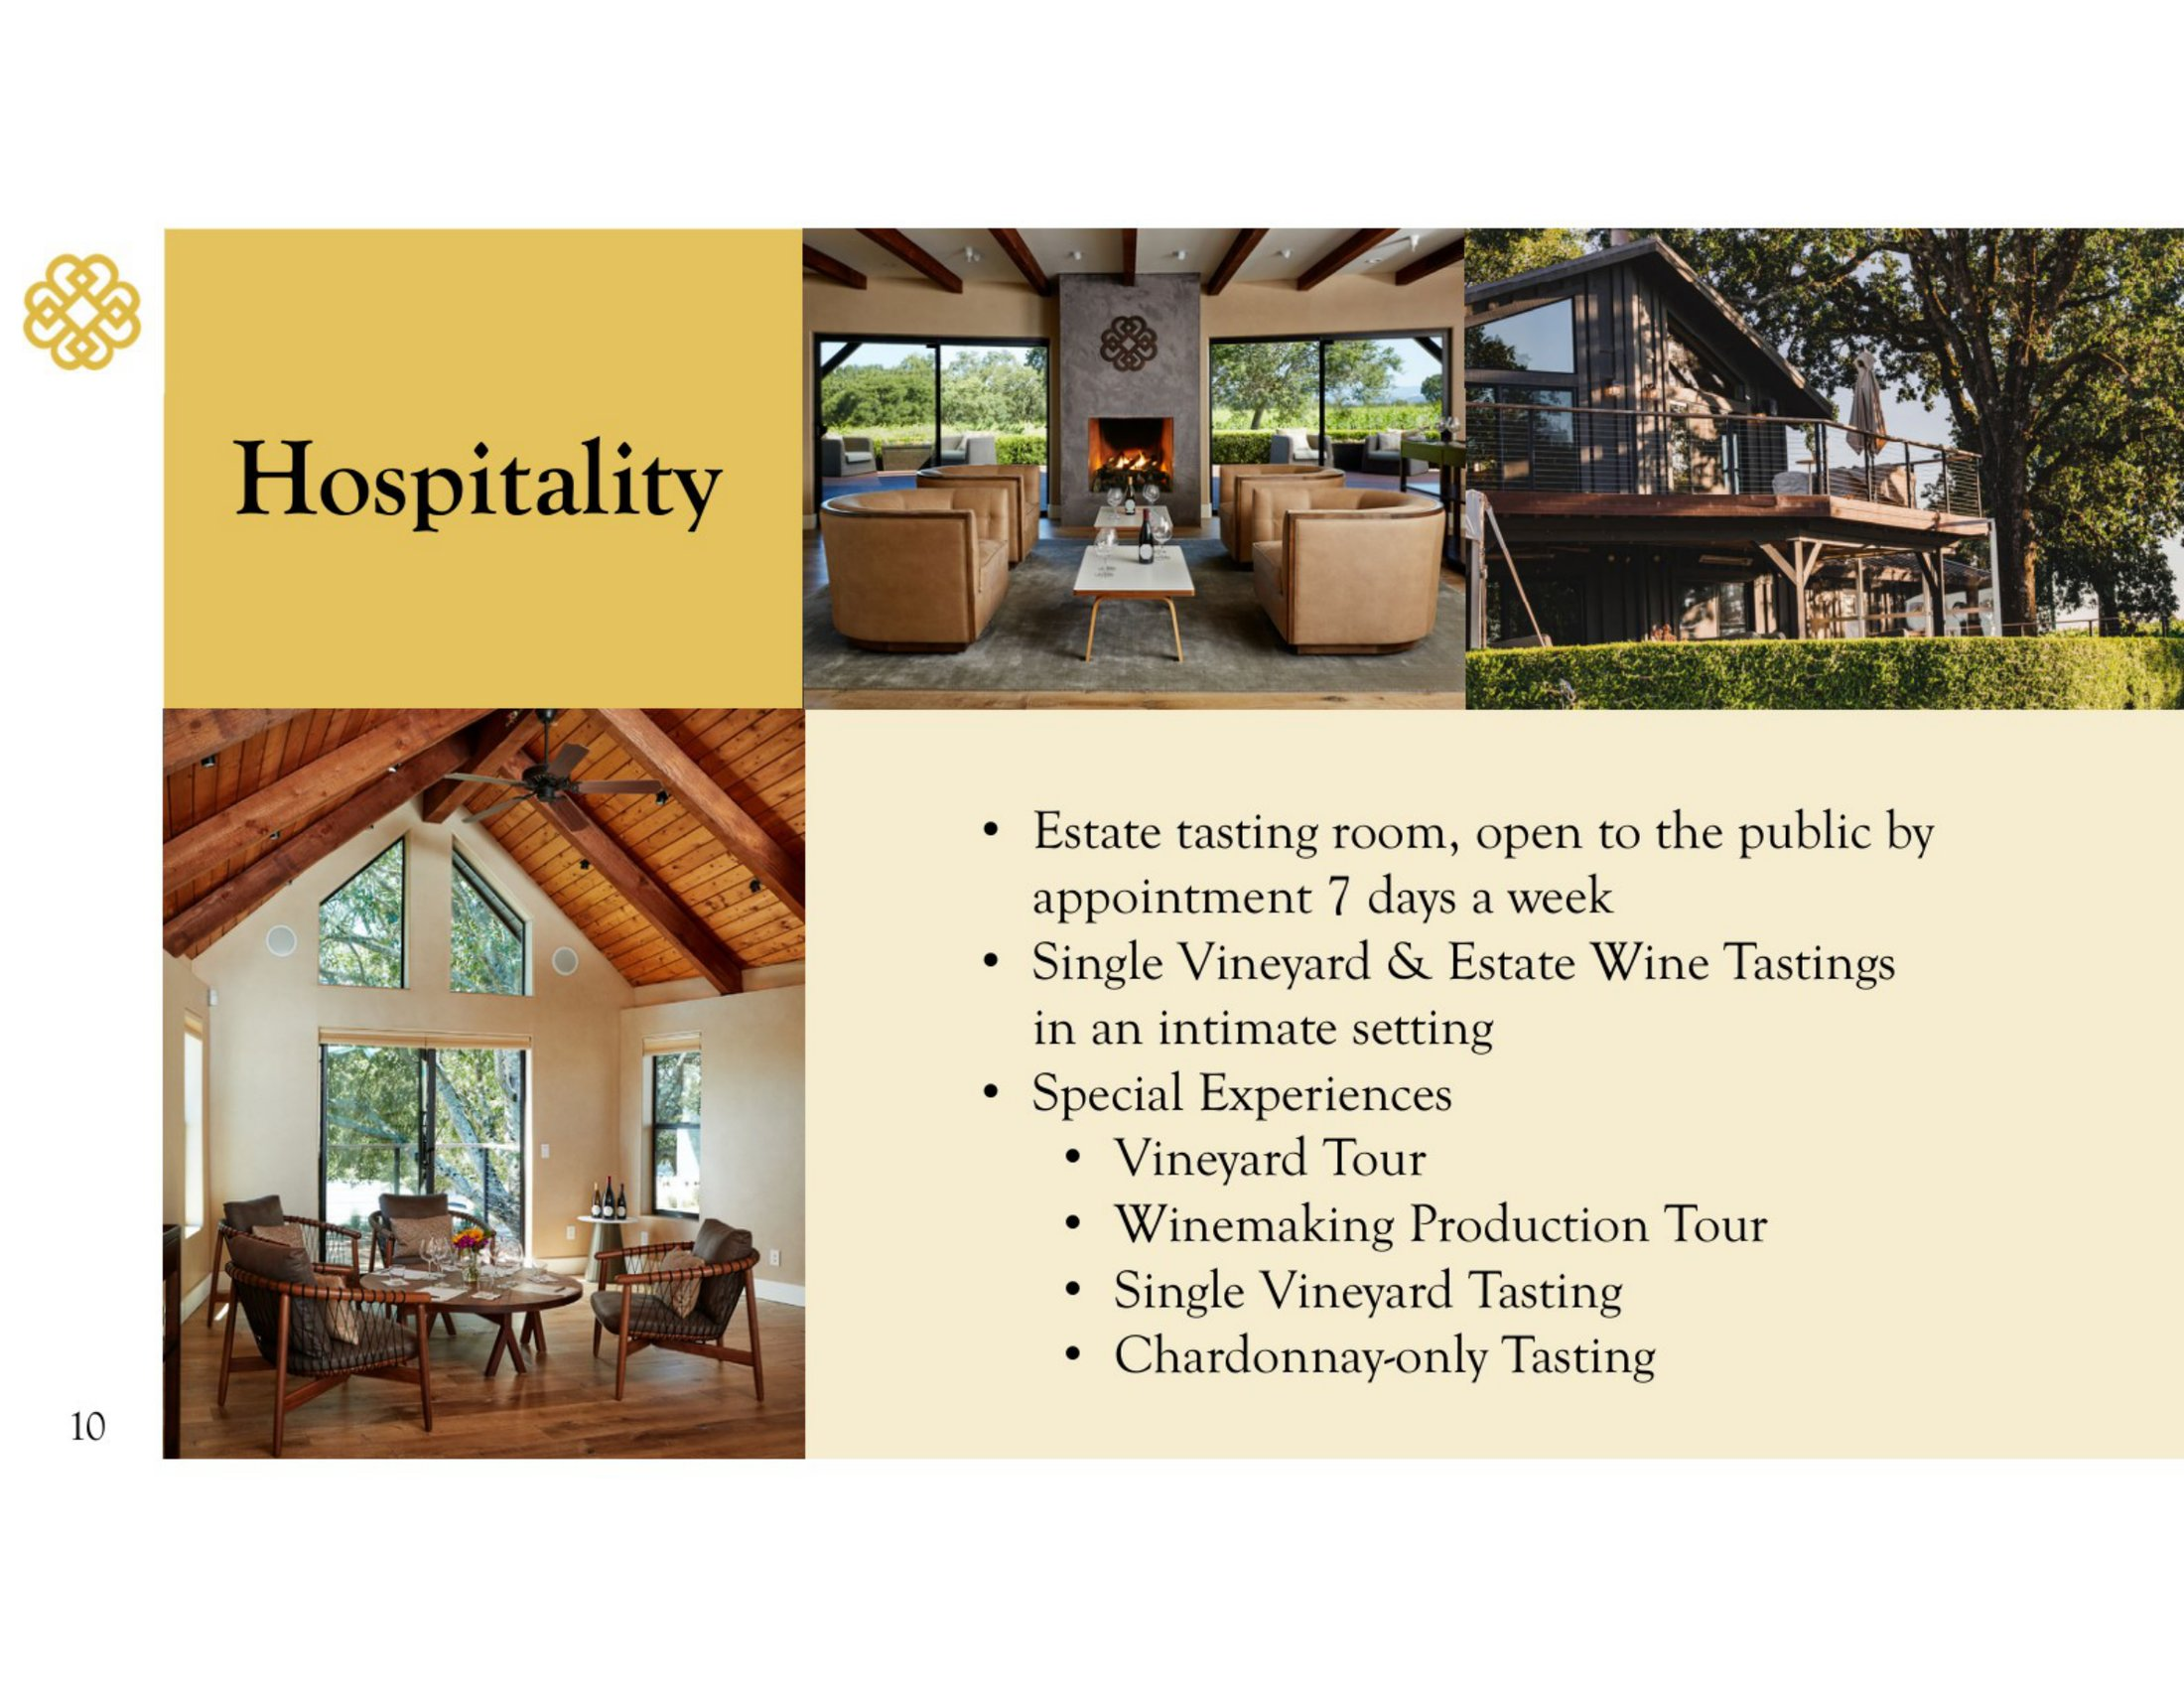 Hospitality
• Estate tasting room, open to the public by
appointment 7 days a week
• Single Vineyard & Estate Wine Tastings
in an intimate setting
• Special Experiences
• Vineyard Tour
• Winemaking Production Tour
• Single Vineyard Tasting
• Chardonnay-only Tasting
10